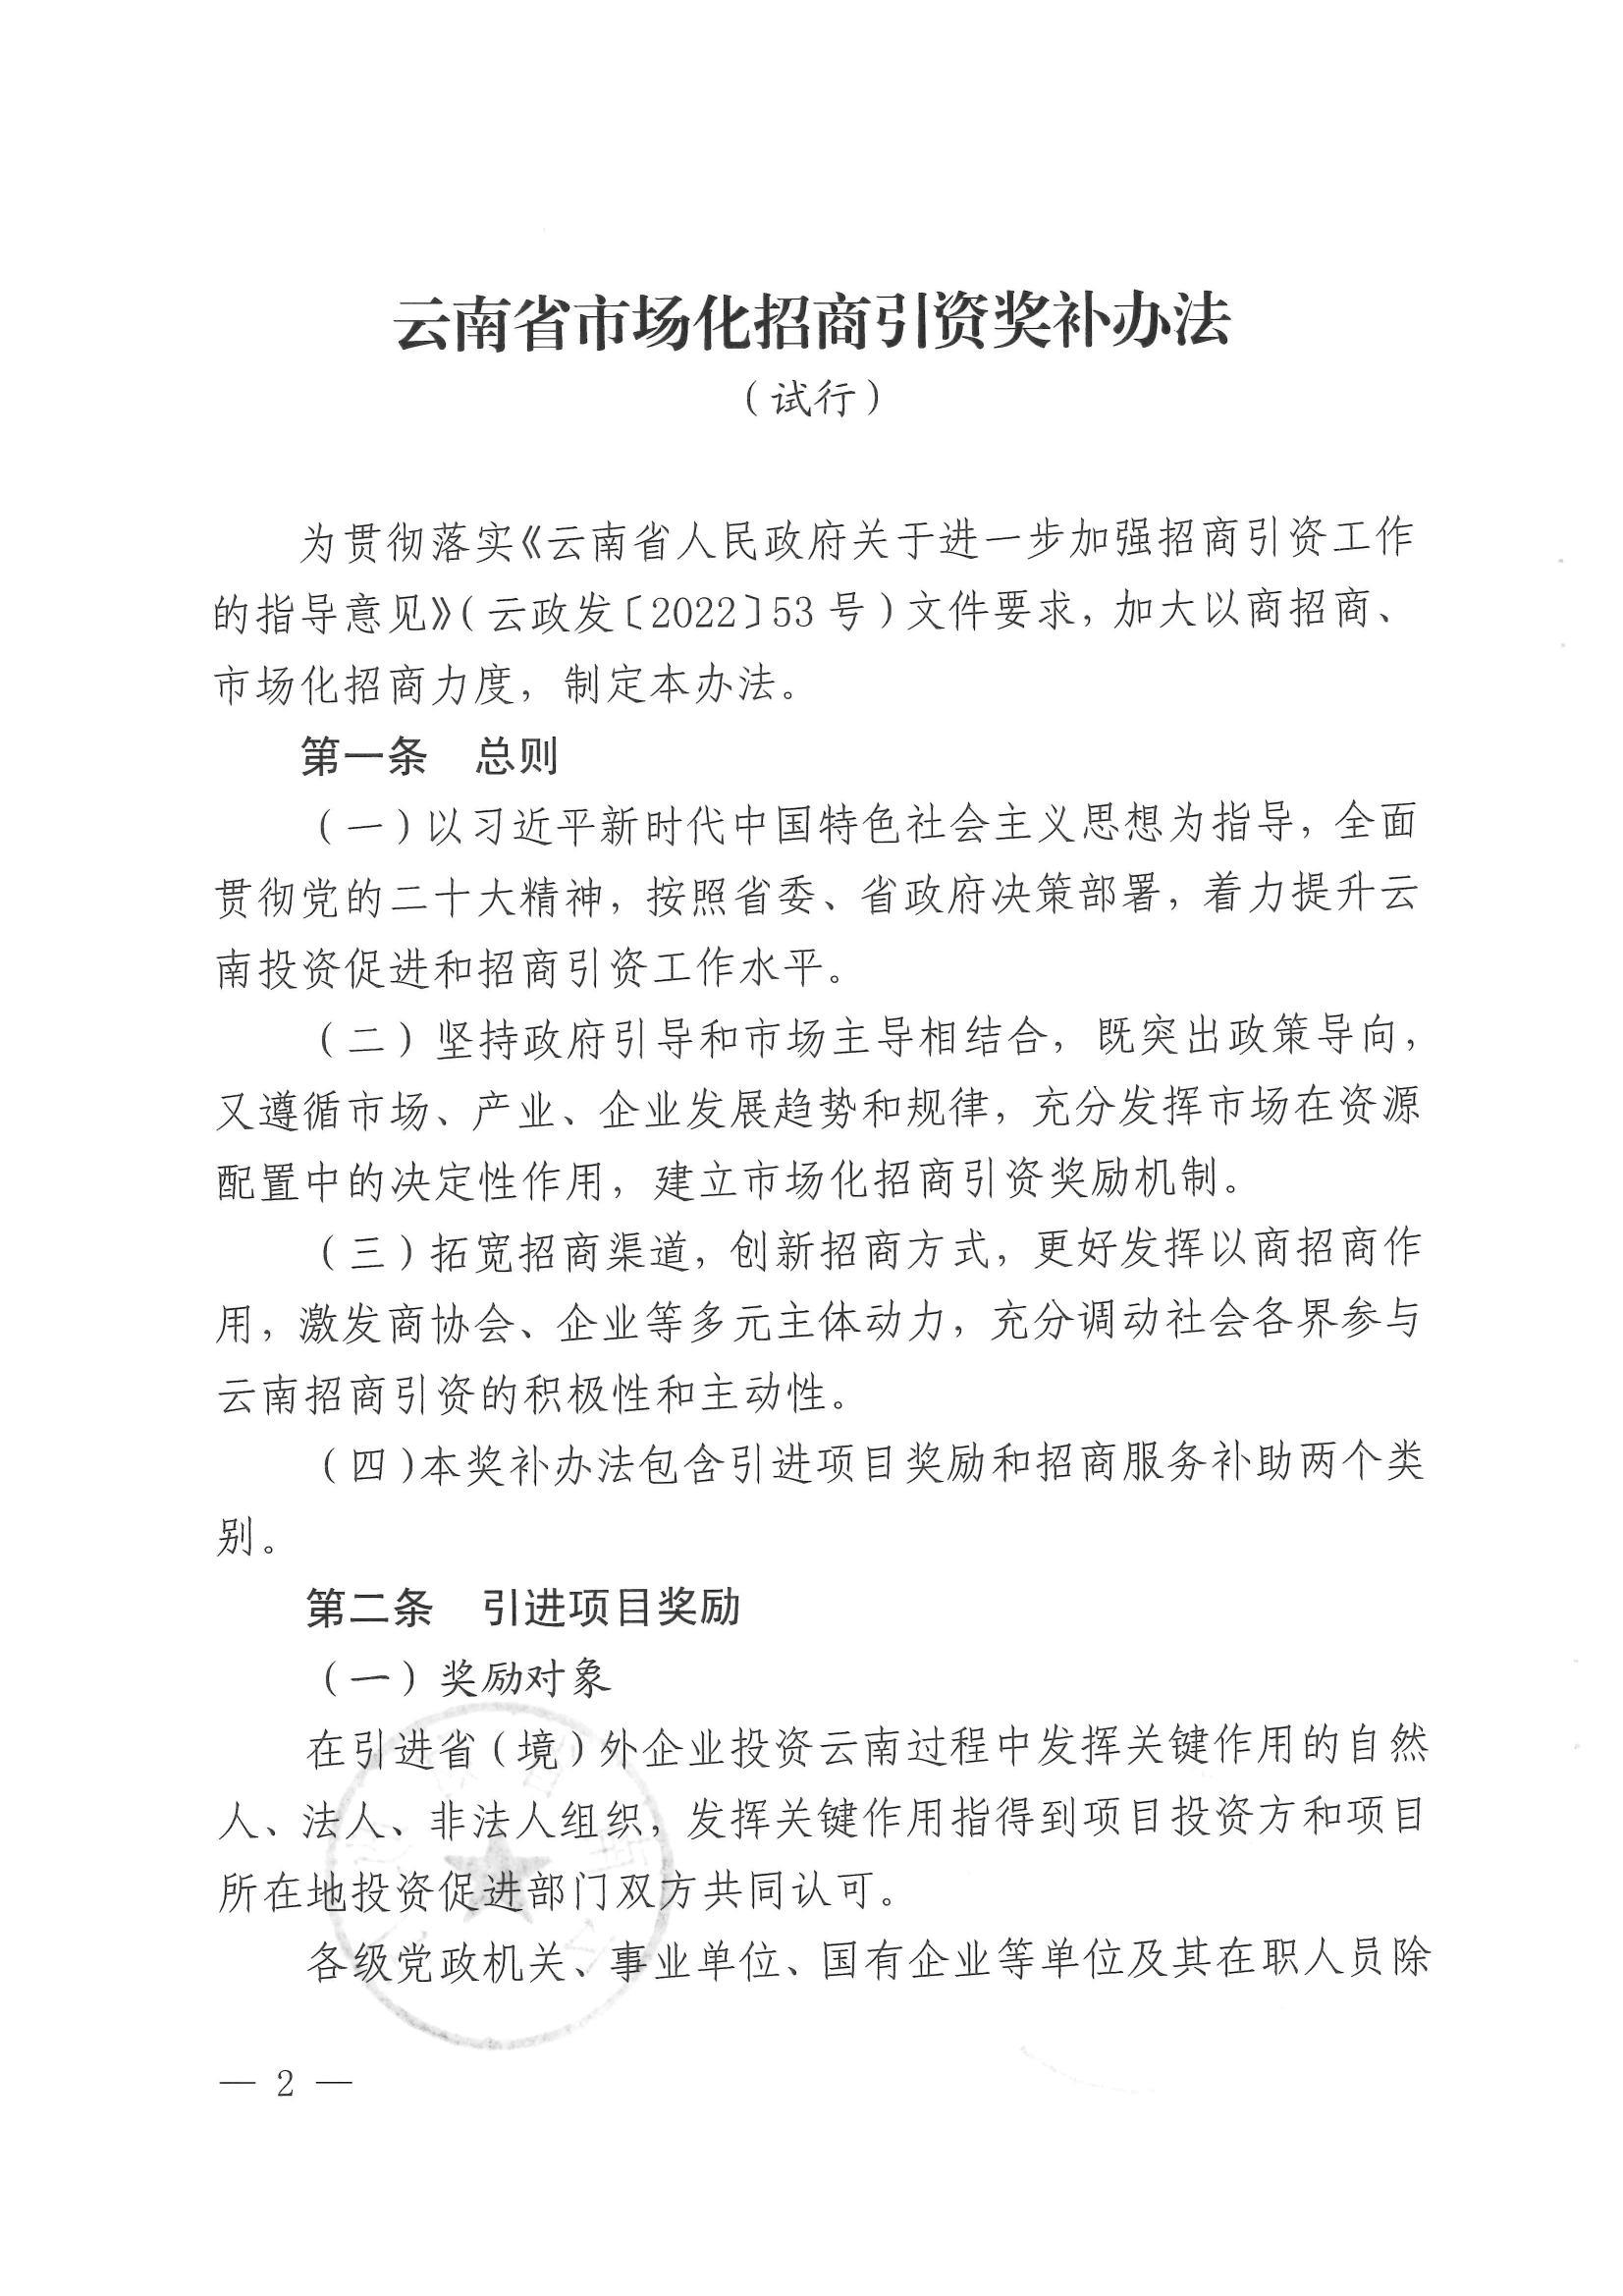 云南省市场化招商引资奖补办法
（试行）
为贯彻落实《云南省人民政府关于进一步加强招商引资工作
的指导意见》（云政发〔2022〕53号）文件要求，加大以商招商、
市场化招商力度，制定本办法。
第一条　总则
（一）以习近平新时代中国特色社会主义思想为指导，全面
贯彻党的二十大精神，按照省委、省政府决策部署，着力提升云
南投资促进和招商引资工作水平。
（二）坚持政府引导和市场主导相结合，既突出政策导向，
又遵循市场、产业、企业发展趋势和规律，充分发挥市场在资源
配置中的决定性作用，建立市场化招商引资奖励机制。
（三）拓宽招商渠道，创新招商方式，更好发挥以商招商作
用，激发商协会、企业等多元主体动力，充分调动社会各界参与
云南招商引资的积极性和主动性。
（四）本奖补办法包含引进项目奖励和招商服务补助两个类
别。
第二条　引进项目奖励
（一）奖励对象
在引进省（境）外企业投资云南过程中发挥关键作用的自然
人、法人、非法人组织，发挥关键作用指得到项目投资方和项目
所在地投资促进部门双方共同认可。
各级党政机关、事业单位、国有企业等单位及其在职人员除
— 2 —